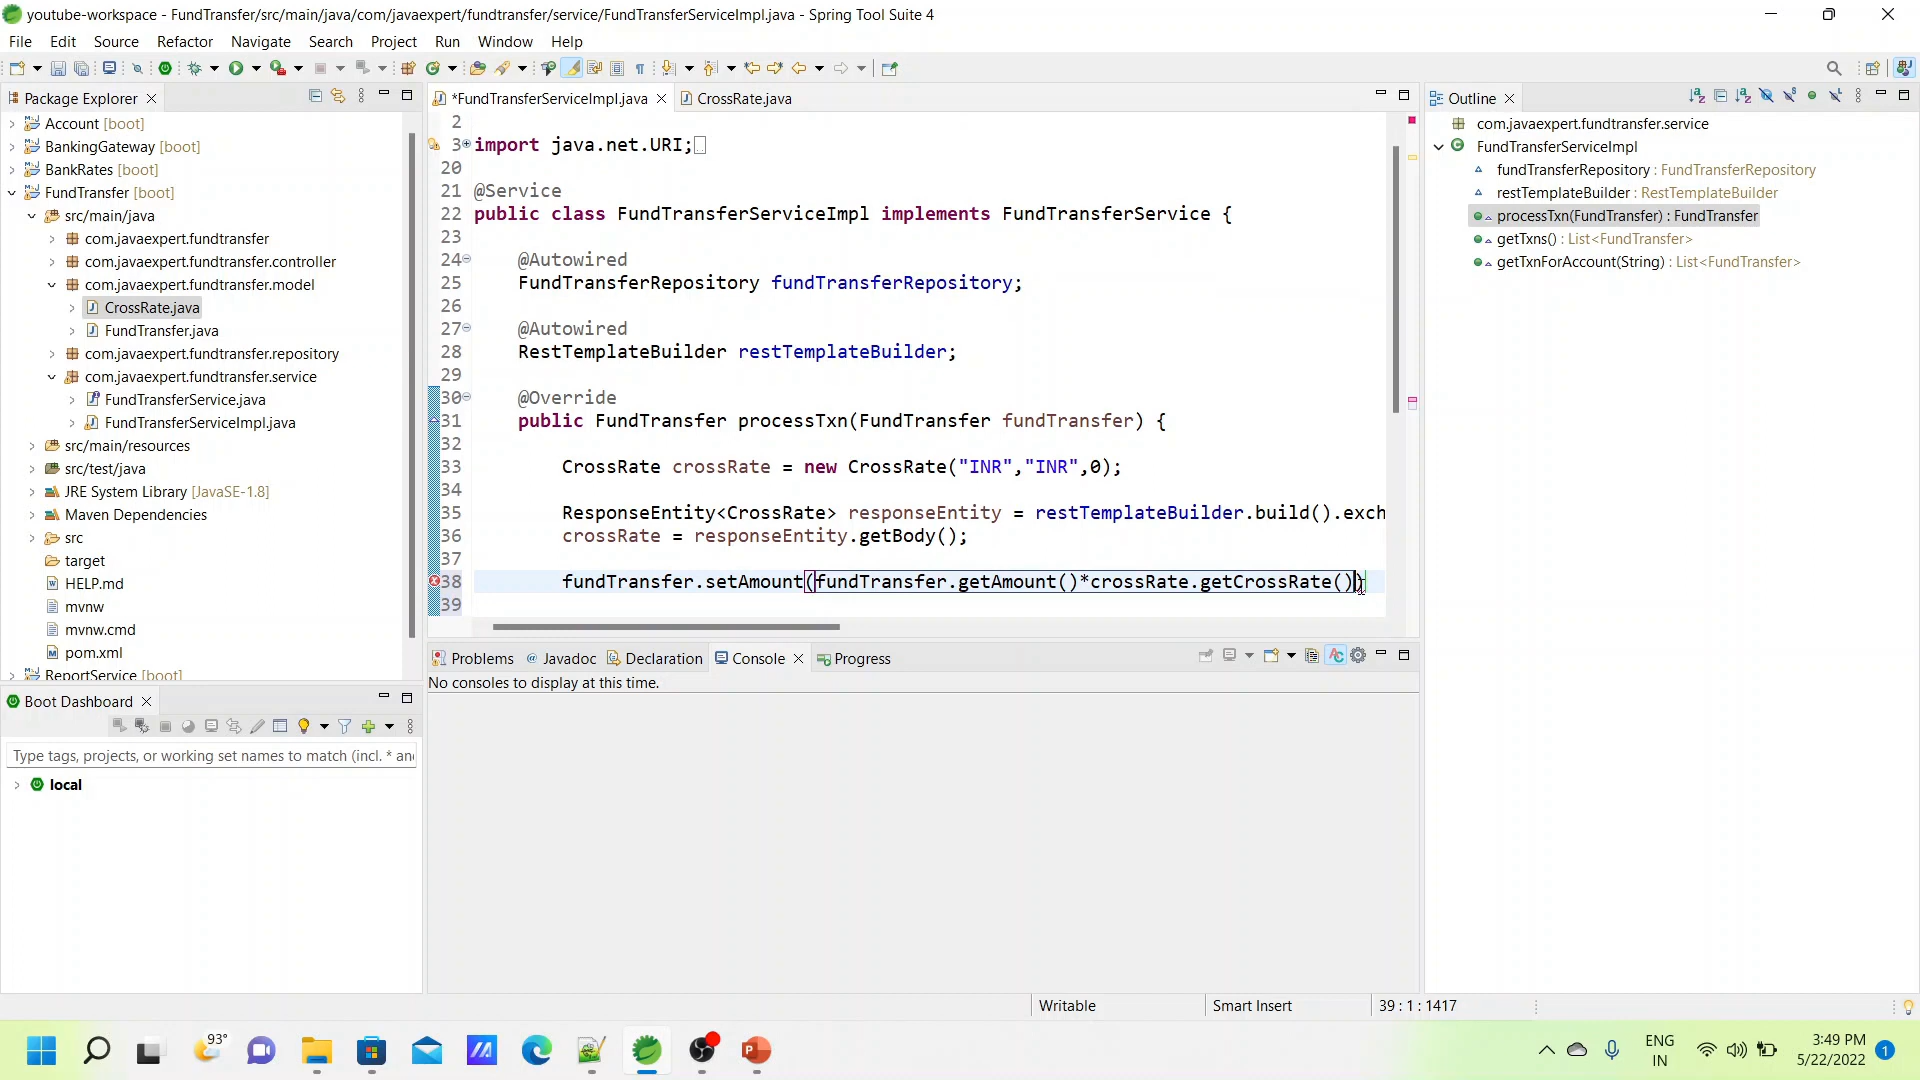 youtube-workspace - FundTransfer/src/main/java/com/javaexpert/fundtransfer/service/FundTransferServiceImpl.java - Spring Tool Suite 4
File Edit Source Refactor Navigate Search Project Run Window Help
Package Explorer
Account [boot]
BankingGateway [boot]
BankRates [boot]
FundTransfer [boot]
src/main/java
com.javaexpert.fundtransfer
com.javaexpert.fundtransfer.controller
com.javaexpert.fundtransfer.model
CrossRate.java
FundTransfer.java
com.javaexpert.fundtransfer.repository
com.javaexpert.fundtransfer.service
FundTransferService.java
FundTransferServiceImpl.java
src/main/resources
src/test/java
JRE System Library [JavaSE-1.8]
Maven Dependencies
src
target
HELP.md
mvnw
mvnw.cmd
pom.xml
ReportService [boot]
Boot Dashboard
Type tags, projects, or working set names to match (incl. * an
local
*FundTransferServiceImpl.java CrossRate.java
2
3 import java.net.URI;
20
21 @Service
22 public class FundTransferServiceImpl implements FundTransferService {
23
24 @Autowired
25 FundTransferRepository fundTransferRepository;
26
27 @Autowired
28 RestTemplateBuilder restTemplateBuilder;
29
30 @Override
31 public FundTransfer processTxn(FundTransfer fundTransfer) {
32
33 CrossRate crossRate = new CrossRate("INR","INR",0);
34
35 ResponseEntity<CrossRate> responseEntity = restTemplateBuilder.build().exch
36 crossRate = responseEntity.getBody();
37
38 fundTransfer.setAmount(fundTransfer.getAmount()*crossRate.getCrossRate())
39
Problems Javadoc Declaration Console Progress
No consoles to display at this time.
Outline
com.javaexpert.fundtransfer.service
FundTransferServiceImpl
fundTransferRepository : FundTransferRepository
restTemplateBuilder : RestTemplateBuilder
processTxn(FundTransfer) : FundTransfer
getTxns() : List<FundTransfer>
getTxnForAccount(String) : List<FundTransfer>
Writable Smart Insert 39 : 1 : 1417
93°
ENG
IN
3:49 PM
5/22/2022
1